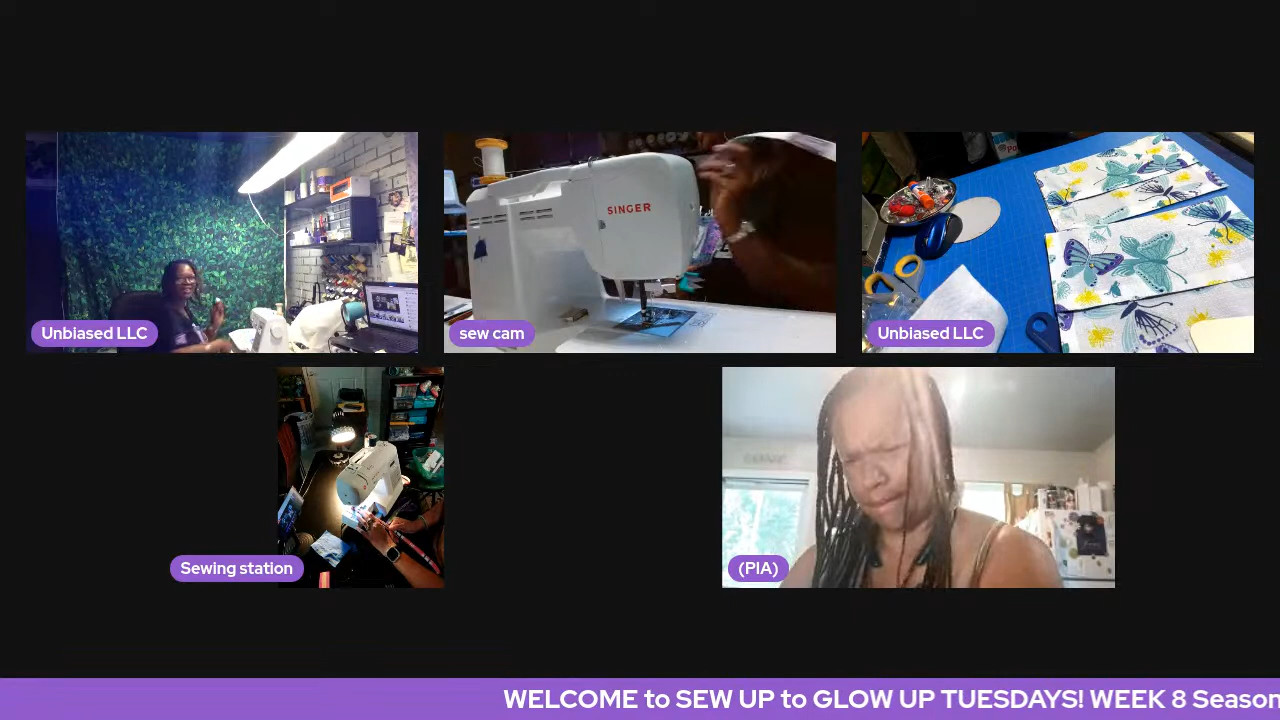 Unbiased LLC
SINGER
sew cam
Unbiased LLC
Sewing station
(PIA)
WELCOME to SEW UP to GLOW UP TUESDAYS! WEEK 8 Season